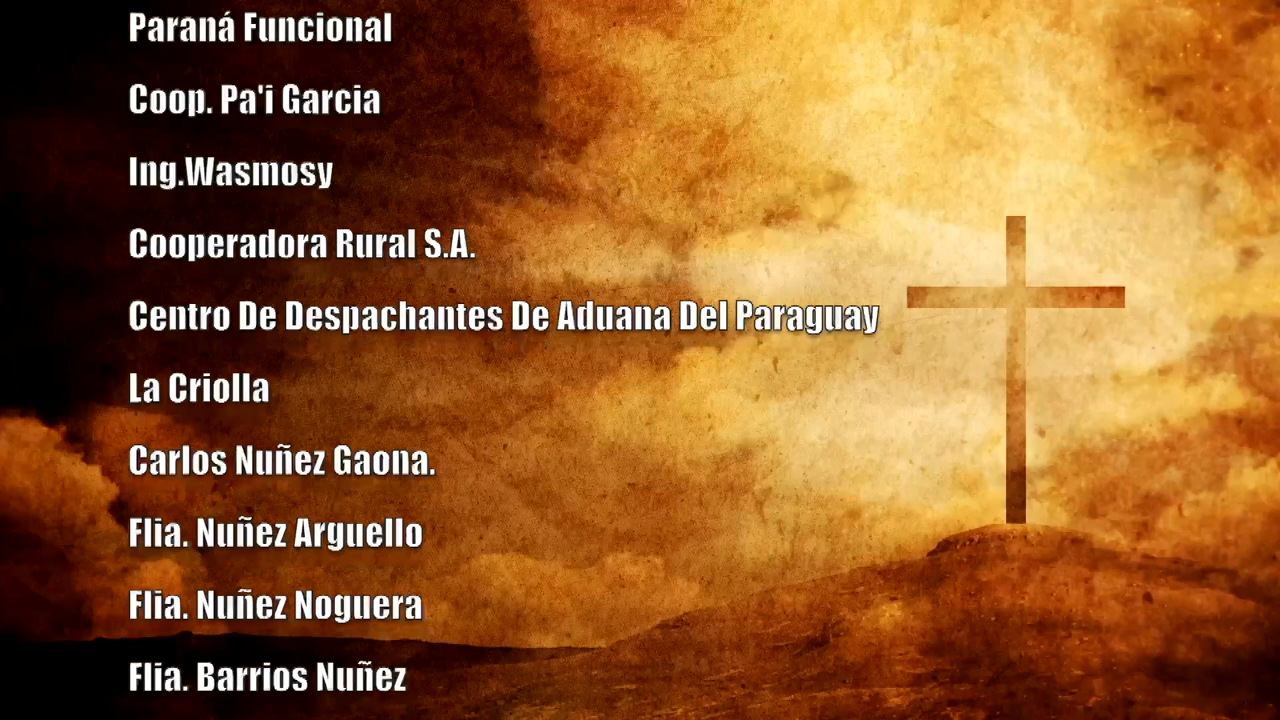 Paraná Funcional
Coop. Pa'i Garcia
Ing.Wasmosy
Cooperadora Rural S.A.
Centro De Despachantes De Aduana Del Paraguay
La Criolla
Carlos Nuñez Gaona.
Flia. Nuñez Arguello
Flia. Nuñez Noguera
Flia. Barrios Nuñez